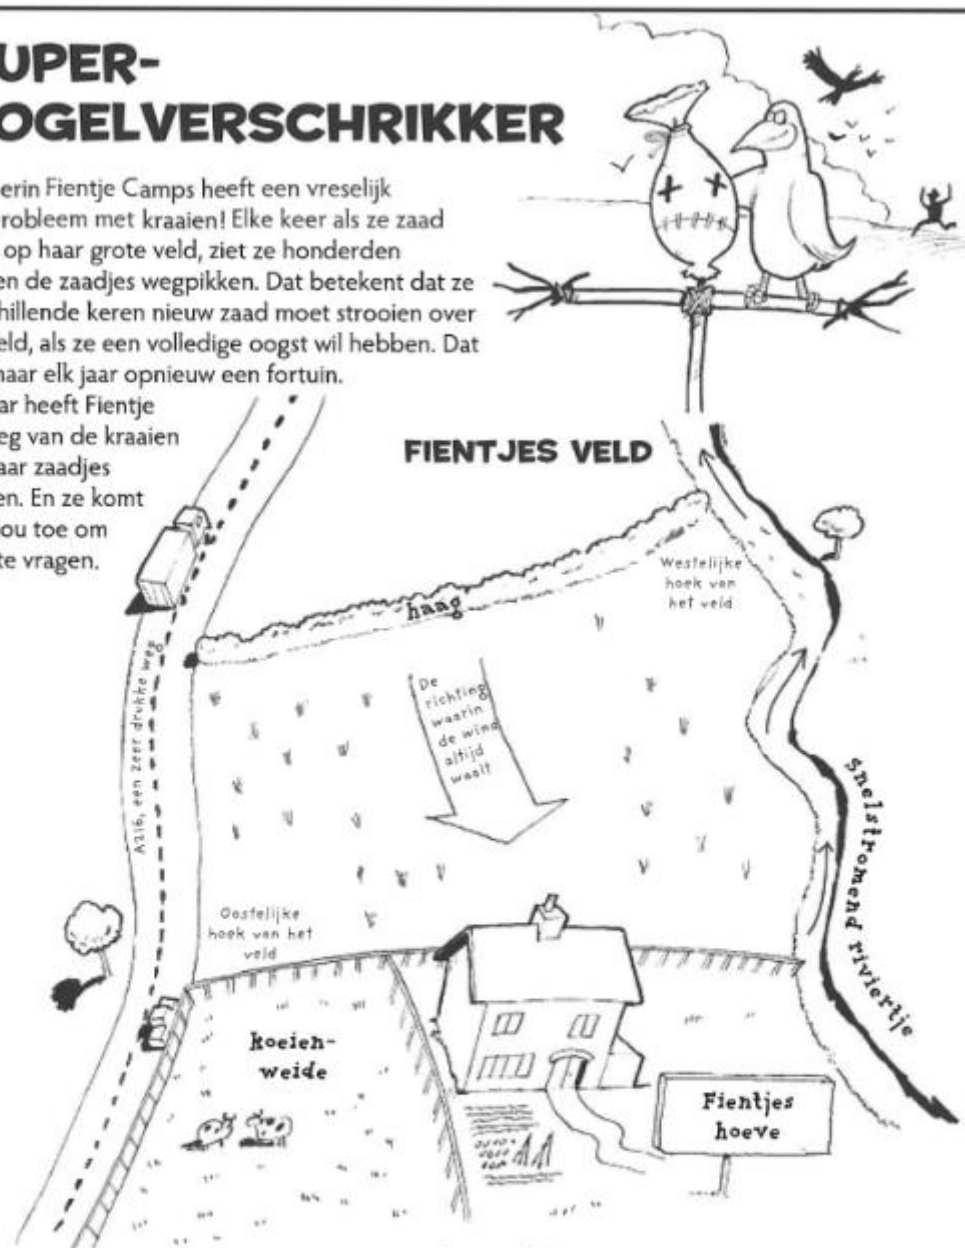 UPER-
OGELVERSCHRIKKER
erin Fientje Camps heeft een vreselijk
robleem met kraaien! Elke keer als ze zaad
op haar grote veld, ziet ze honderden
en de zaadjes wegpikken. Dat betekent dat ze
hillende keren nieuw zaad moet strooien over
eld, als ze een volledige oogst wil hebben. Dat
haar elk jaar opnieuw een fortuin.
ar heeft Fientje
eg van de kraaien
aar zaadjes
en. En ze komt
ou toe om
te vragen.
FIENTJES VELD
Westelijke
hoek van
het veld
haag
De
richting
waarin
de wind
altijd
waait
A216, een zeer drukke weg
Snelstromend riviertje
Oostelijke
hoek van het
veld
koeien-
weide
Fientjes
hoeve